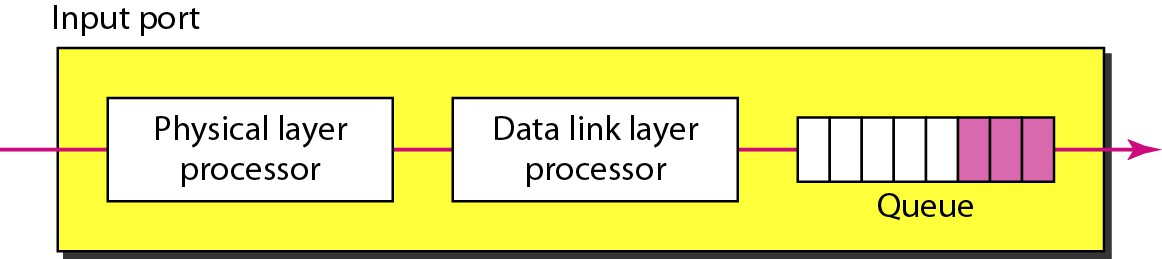 Input port
Physical layer
processor
Data link layer
processor
Queue